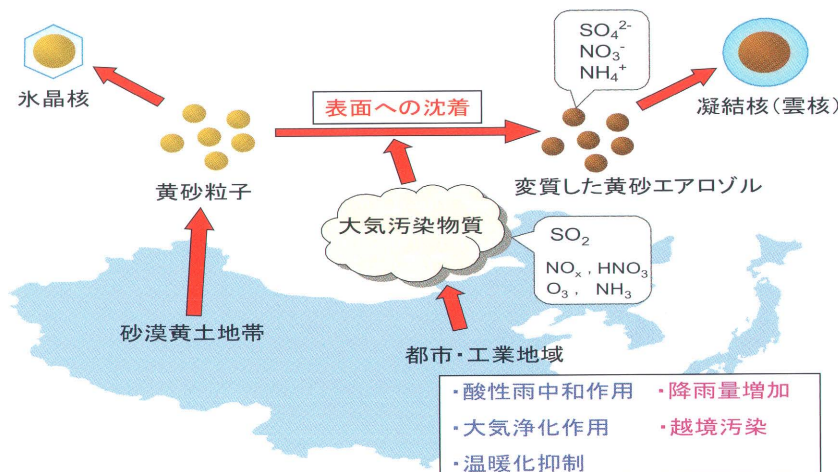 SO₄²⁻
NO₃⁻
NH₄⁺
氷晶核
表面への沈着
凝結核(雲核)
黄砂粒子
変質した黄砂エアロゾル
大気汚染物質
SO₂
NOₓ , HNO₃
O₃ , NH₃
砂漠黄土地帯
都市・工業地域
・酸性雨中和作用 ・降雨量増加
・大気浄化作用 ・越境汚染
・温暖化抑制